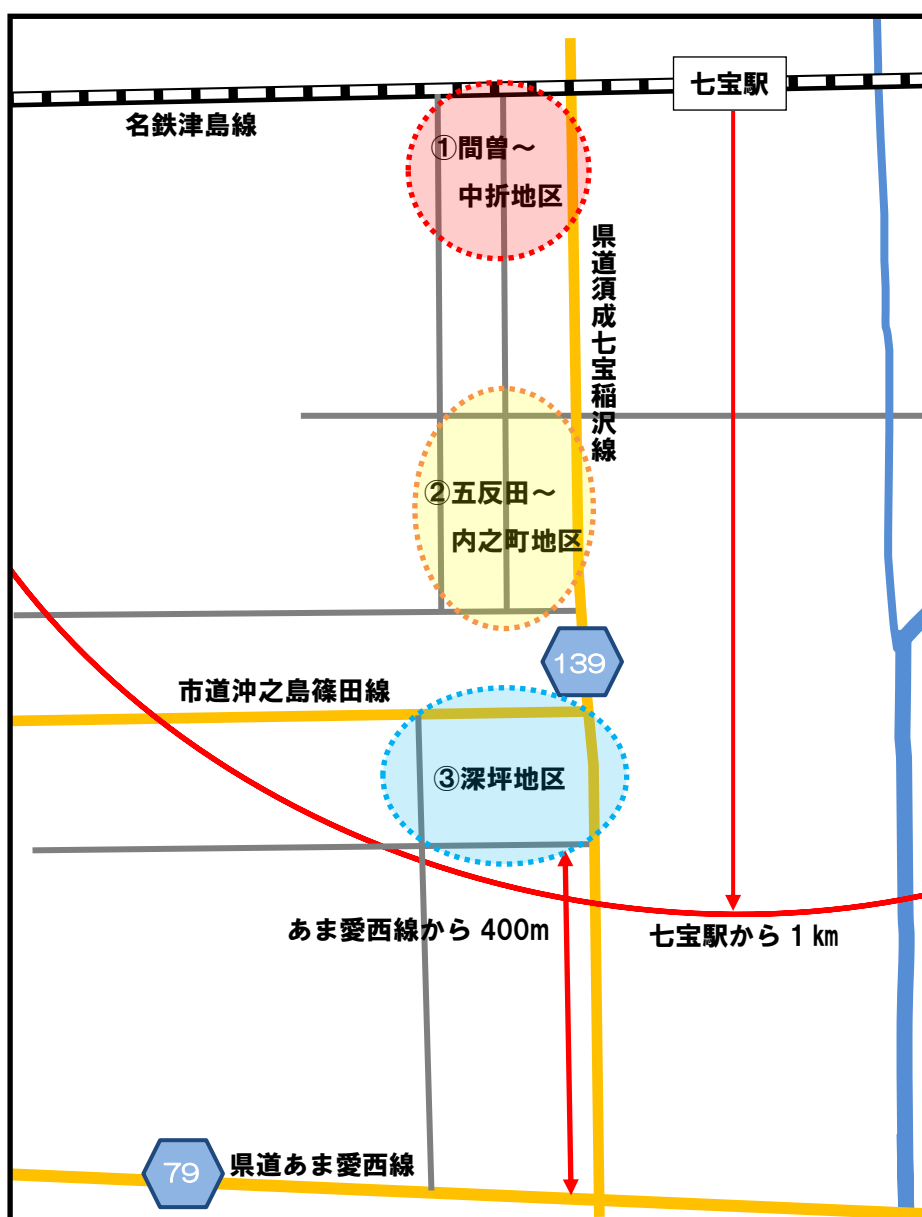 七宝駅
名鉄津島線
①間曽～
中折地区
県道須成七宝稲沢線
②五反田～
内之町地区
139
市道沖之島篠田線
③深坪地区
あま愛西線から 400m
七宝駅から 1 ㎞
79
県道あま愛西線